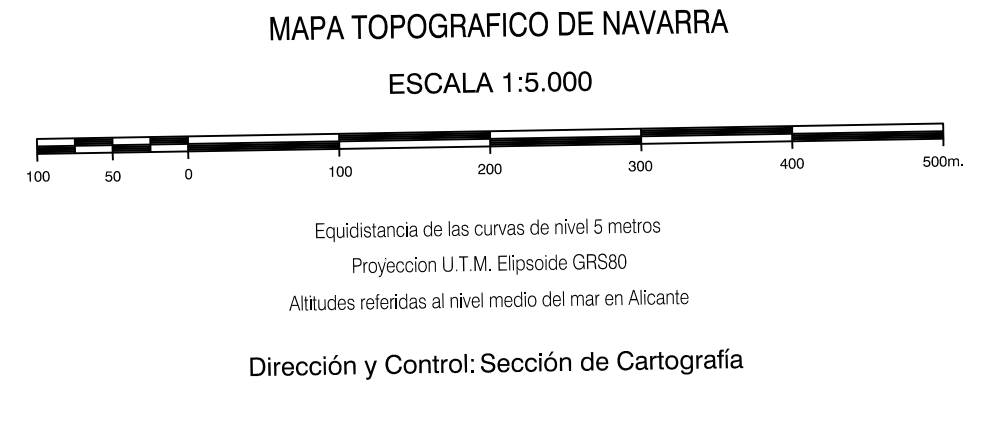 MAPA TOPOGRAFICO DE NAVARRA
ESCALA 1:5.000
100 50 0 100 200 300 400 500m.
Equidistancia de las curvas de nivel 5 metros
Proyeccion U.T.M. Elipsoide GRS80
Altitudes referidas al nivel medio del mar en Alicante
Dirección y Control: Sección de Cartografía